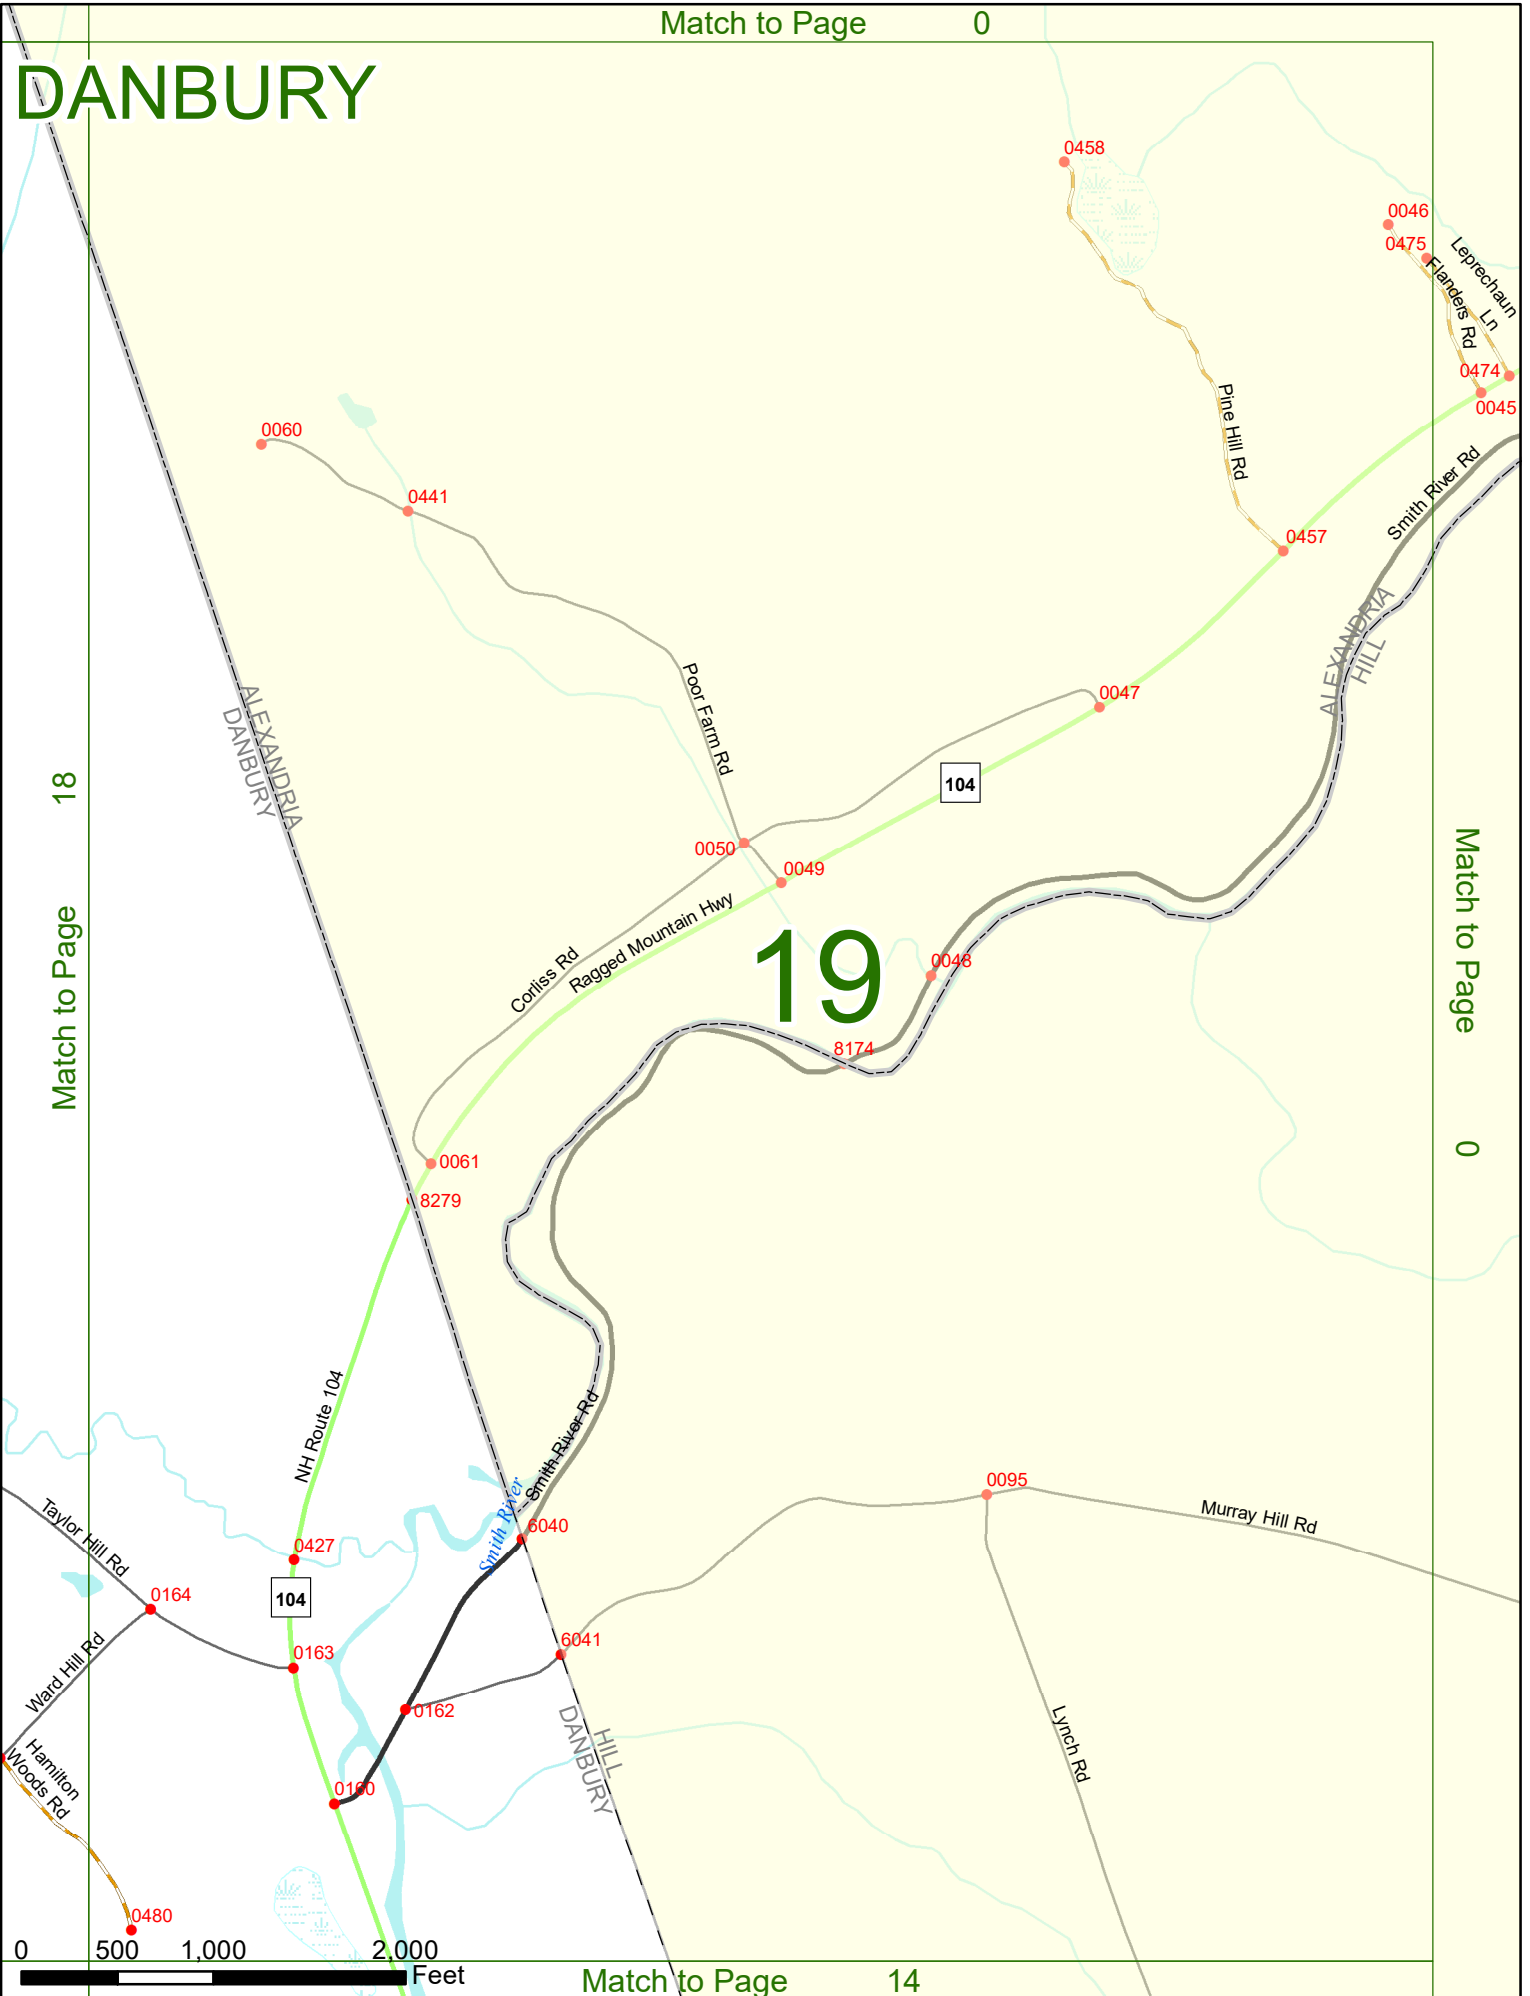 Match to Page 0
DANBURY
0458
0046
0475
Leprechaun
Ln
Flanders Rd
0474
0045
Pine Hill Rd
Smith River Rd
0060
0441
0457
ALEXANDRIA
HILL
Poor Farm Rd
0047
ALEXANDRIA
DANBURY
104
18
Match to Page
0050
0049
Ragged Mountain Hwy
Corliss Rd
19
0048
8174
Match to Page
0
0061
8279
NH Route 104
Smith River Rd
Smith River
6040
0095
Murray Hill Rd
Taylor Hill Rd
0427
104
0164
Ward Hill Rd
0163
6041
0162
Lynch Rd
HILL
DANBURY
Hamilton
Woods Rd
0160
0480
0 500 1,000 2,000
Feet
Match to Page 14